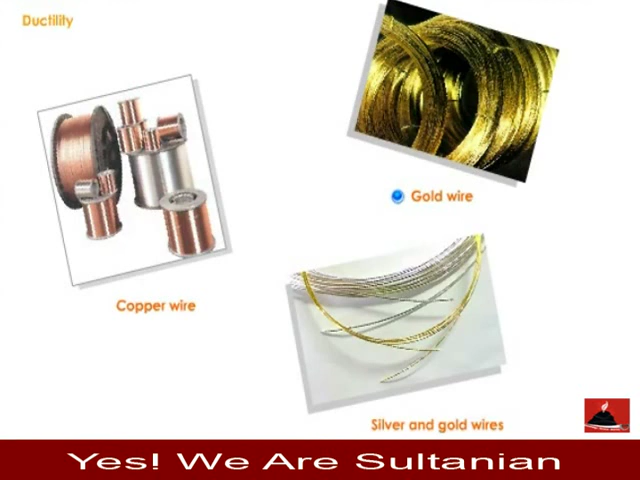 Ductility
Gold wire
Copper wire
Silver and gold wires
Yes! We Are Sultanian